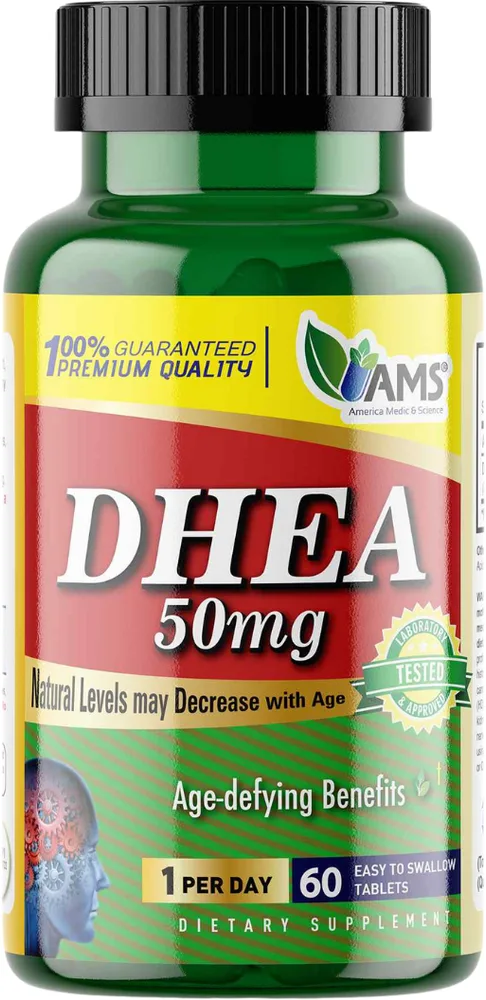 100% GUARANTEED
PREMIUM QUALITY
AMS®
America Medic & Science
DHEA
50mg
Natural Levels may Decrease with Age
LABORATORY
TESTED
& APPROVED
Age-defying Benefits †
1 PER DAY
60 EASY TO SWALLOW
TABLETS
DIETARY SUPPLEMENT